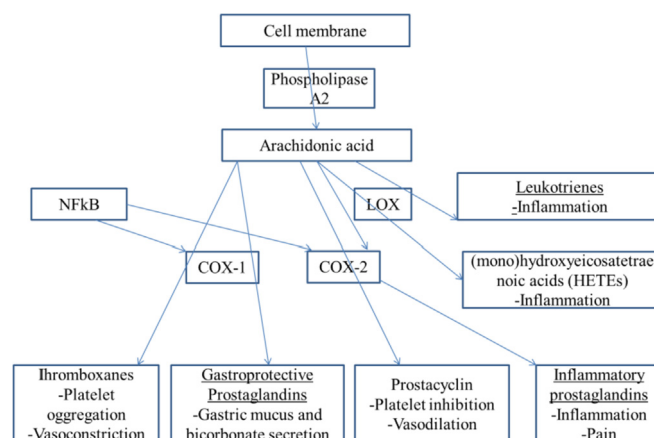 Cell membrane
Phospholipase
A2
Arachidonic acid
NFkB
LOX
Leukotrienes
-Inflammation
COX-1
COX-2
(mono)hydroxyeicosatetrae
noic acids (HETEs)
-Inflammation
Thromboxanes
-Platelet
oggregation
-Vasoconstriction
Gastroprotective
Prostaglandins
-Gastric mucus and
bicorbonate secretion
Prostacyclin
-Platelet inhibition
-Vasodilation
Inflammatory
prostaglandins
-Inflammation
-Pain